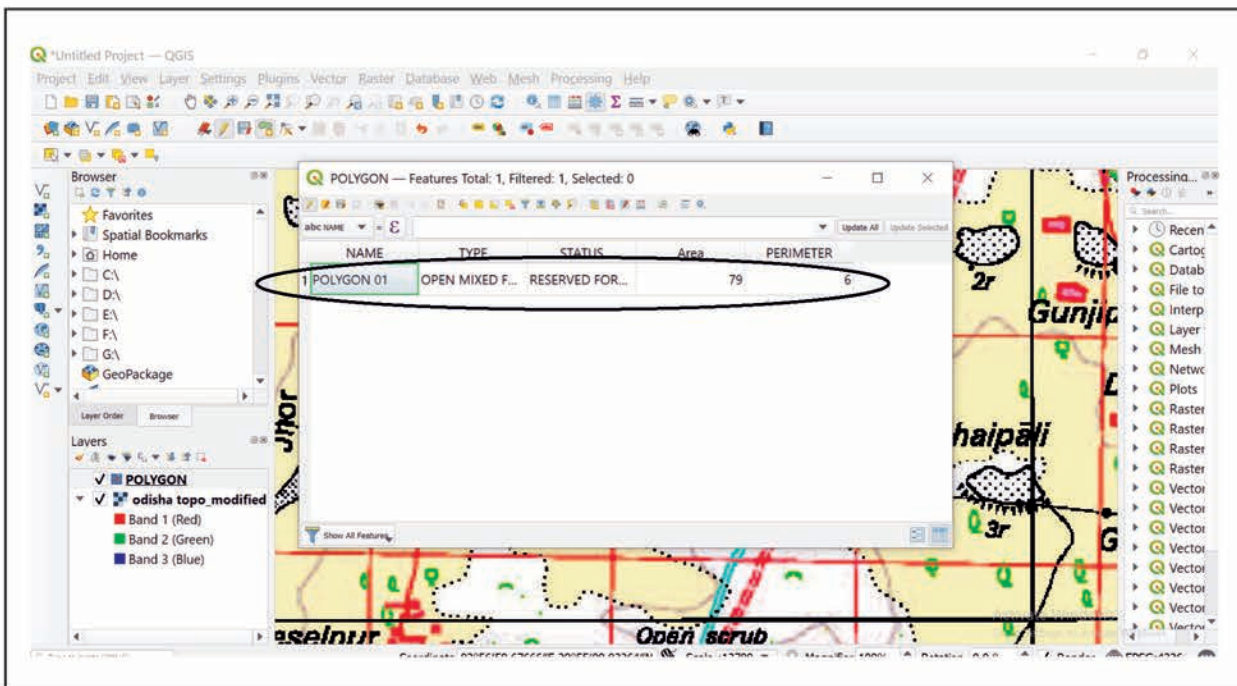 *Untitled Project — QGIS
Project Edit View Layer Settings Plugins Vector Raster Database Web Mesh Processing Help
Browser
Favorites
Spatial Bookmarks
Home
C:\
D:\
E:\
F:\
G:\
GeoPackage
Layer Order Browser
Layers
POLYGON
odisha topo_modified
Band 1 (Red)
Band 2 (Green)
Band 3 (Blue)
POLYGON — Features Total: 1, Filtered: 1, Selected: 0
abc NAME = ε Update All Update Selected
NAME TYPE STATUS Area PERIMETER
1 POLYGON 01 OPEN MIXED F... RESERVED FOR... 79 6
Show All Features
Jhor
2r
Gunjip
haipāli
3r
G
Open scrub
Processing...
Search...
Recen
Cartog
Datab
File to
Interp
Layer
Mesh
Netwo
Plots
Raster
Raster
Raster
Raster
Vector
Vector
Vector
Vector
Vector
Vector
Vector
Vector